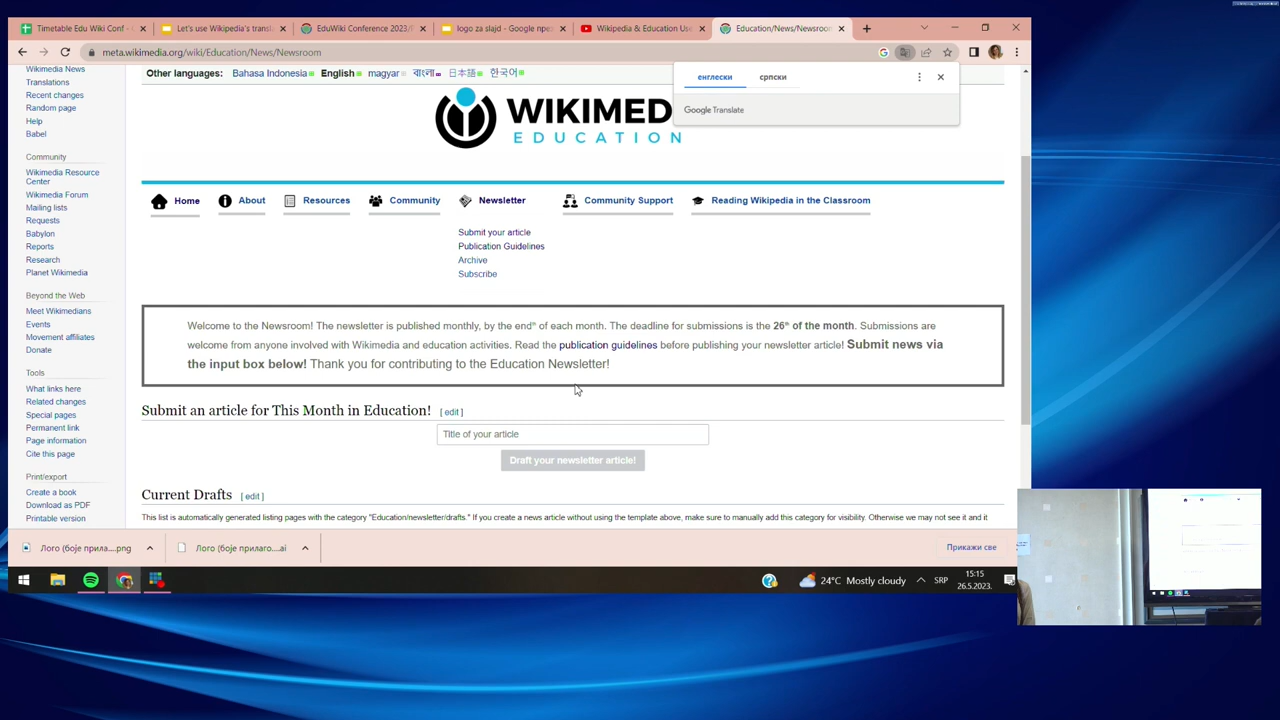 Timetable Edu Wiki Conf -
Let's use Wikipedia's transl
EduWiki Conference 2023/
logo za slajd - Google през
Wikipedia & Education Use
Education/News/Newsroom
meta.wikimedia.org/wiki/Education/News/Newsroom
Wikimedia News
Translations
Recent changes
Random page
Help
Babel
Community
Wikimedia Resource
Center
Wikimedia Forum
Mailing lists
Requests
Babylon
Reports
Research
Planet Wikimedia
Beyond the Web
Meet Wikimedians
Events
Movement affiliates
Donate
Tools
What links here
Related changes
Special pages
Permanent link
Page information
Cite this page
Print/export
Create a book
Download as PDF
Printable version
Other languages: Bahasa Indonesia English magyar বাংলা 日本語 한국어
енглески српски
Google Translate
WIKIMED
EDUCATION
Home About Resources Community Newsletter Community Support Reading Wikipedia in the Classroom
Submit your article
Publication Guidelines
Archive
Subscribe
Welcome to the Newsroom! The newsletter is published monthly, by the end" of each month. The deadline for submissions is the 26th of the month. Submissions are
welcome from anyone involved with Wikimedia and education activities. Read the publication guidelines before publishing your newsletter article! Submit news via
the input box below! Thank you for contributing to the Education Newsletter!
Submit an article for This Month in Education! [ edit ]
Title of your article
Draft your newsletter article!
Current Drafts [ edit ]
This list is automatically generated listing pages with the category "Education/newsletter/drafts." If you create a news article without using the template above, make sure to manually add this category for visibility. Otherwise we may not see it and it
Лого (боје прила....png
Лого (боје прилаго....ai
Прикажи све
24°C Mostly cloudy
SRP
15:15
26.5.2023.